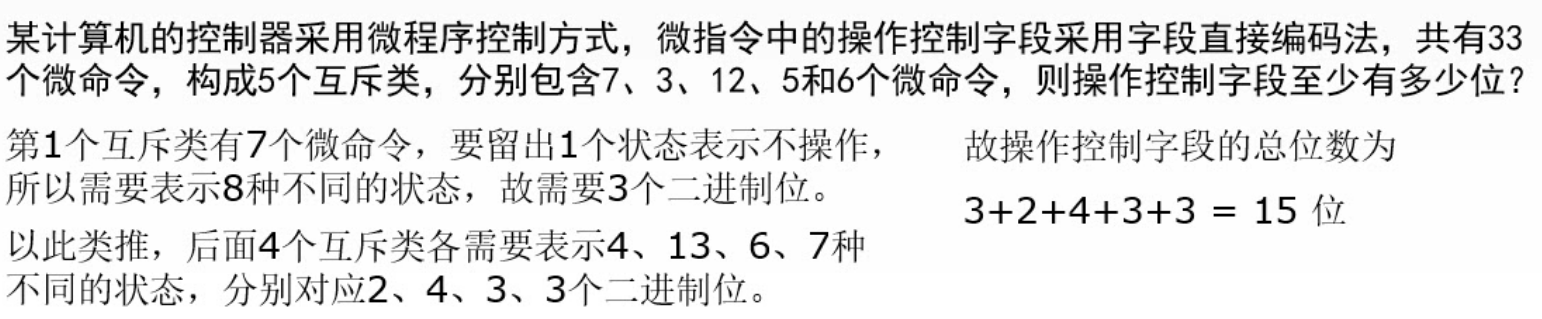 某计算机的控制器采用微程序控制方式，微指令中的操作控制字段采用字段直接编码法，共有33
个微命令，构成5个互斥类，分别包含7、3、12、5和6个微命令，则操作控制字段至少有多少位？
第1个互斥类有7个微命令，要留出1个状态表示不操作，
所以需要表示8种不同的状态，故需要3个二进制位。
以此类推，后面4个互斥类各需要表示4、13、6、7种
不同的状态，分别对应2、4、3、3个二进制位。
故操作控制字段的总位数为
3+2+4+3+3 = 15 位